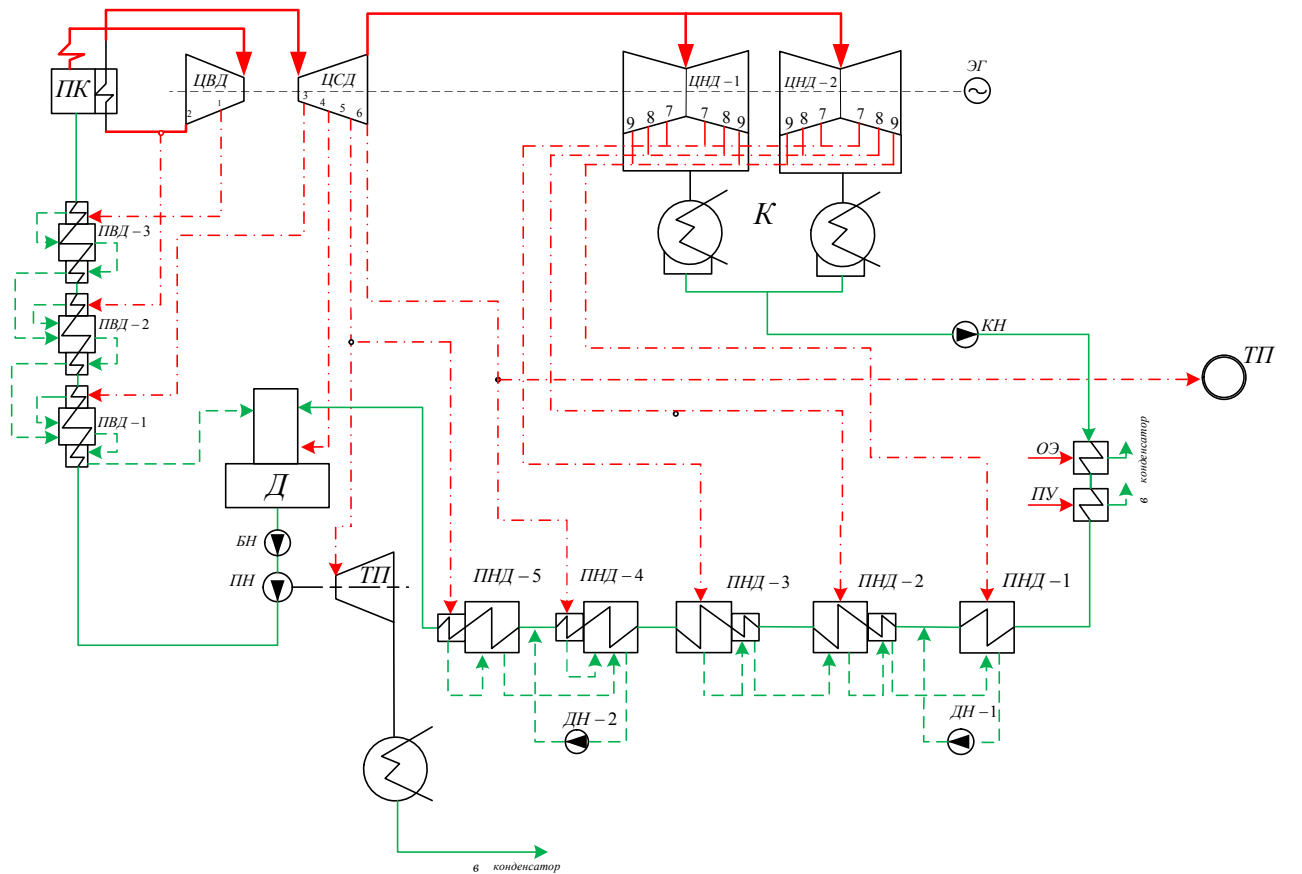 ЭГ
ПК
ЦВД
ЦСД
ЦНД-1
ЦНД-2
2
1
3
4
5
6
9
8
7
7
8
9
9
8
7
7
8
9
К
ПВД-3
ПВД-2
ПВД-1
КН
ТП
ОЭ
ПУ
в конденсатор
Д
БН
ПН
ТП
ПНД-5
ПНД-4
ПНД-3
ПНД-2
ПНД-1
ДН-2
ДН-1
в конденсатор